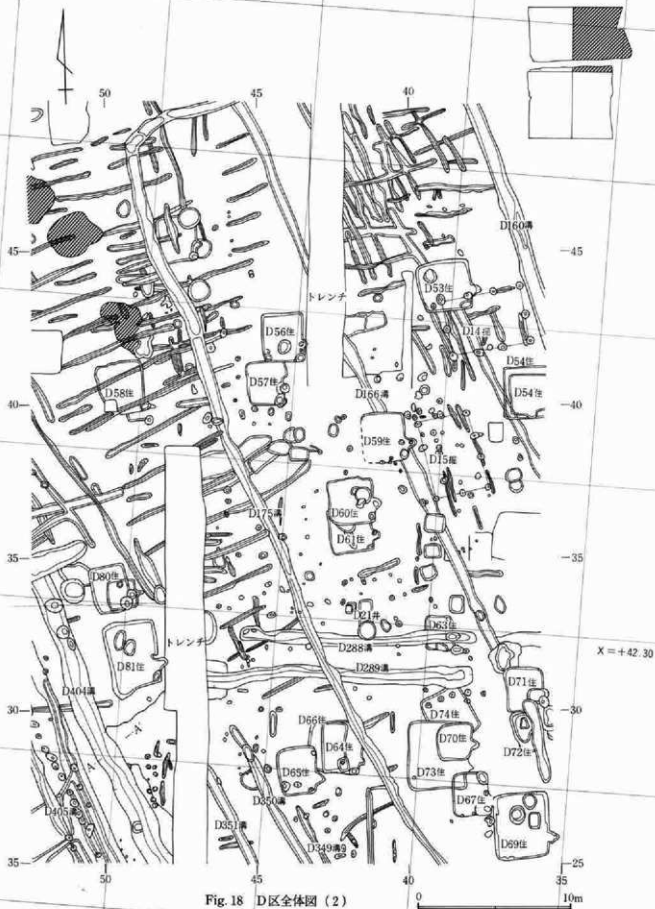 50 45 40
D160溝
45 45
トレンチ D53住
D14掘
D56住
D54住
D57住 D54住
D58住 D166溝
40 40
D59住
D15掘
D60住
D175溝
D61住
35 35
D80住
D21井 D63住
トレンチ
D288溝 X=+42.30
D81住
D289溝
D404溝 D71住
30 30
D74住
D66住 D64住 D70住
D72住
A'
D65住 D73住
A D350溝 D67住
D405溝
D351溝 D349溝 D69住
35 25
50 45 40 35
Fig. 18 D区全体図(2) 0 10m